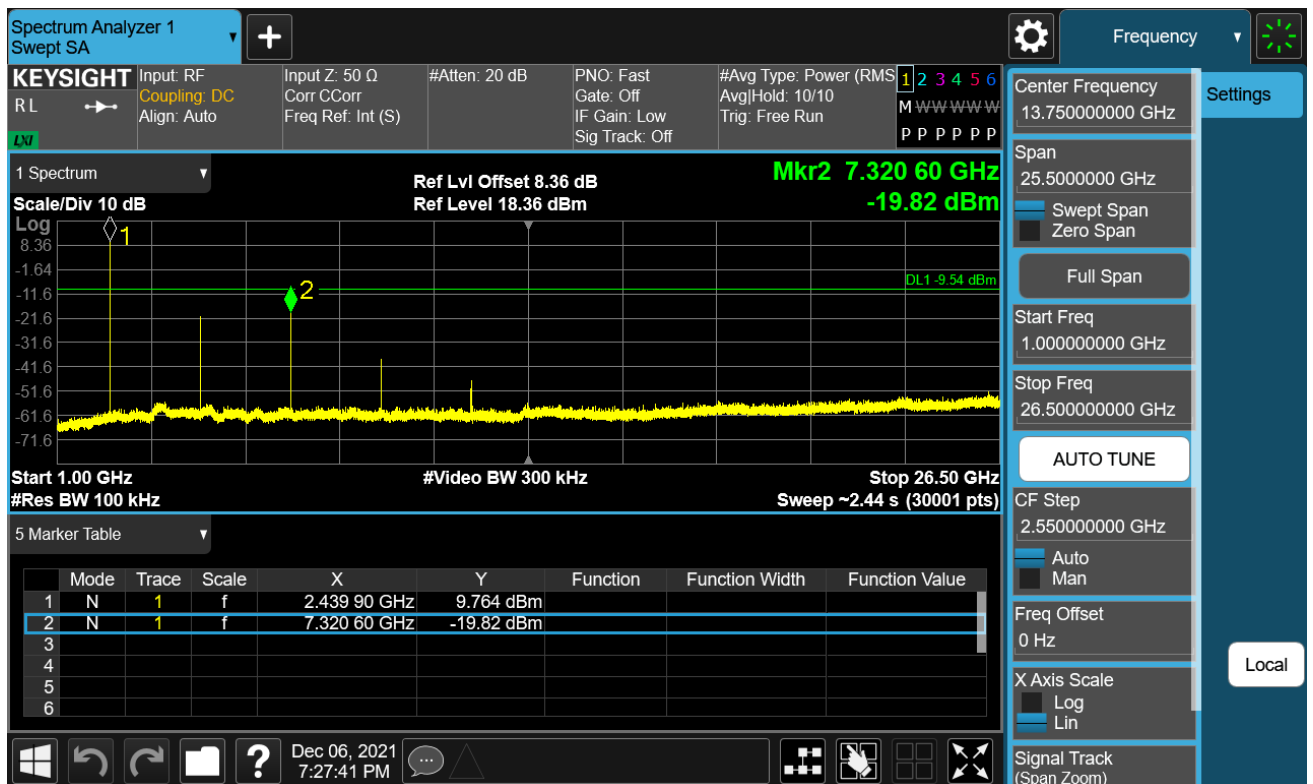 Spectrum Analyzer 1
Swept SA
Frequency
KEYSIGHT
R L
LXI
Input: RF
Coupling: DC
Align: Auto
Input Z: 50 Ω
Corr CCorr
Freq Ref: Int (S)
#Atten: 20 dB
PNO: Fast
Gate: Off
IF Gain: Low
Sig Track: Off
#Avg Type: Power (RMS
Avg|Hold: 10/10
Trig: Free Run
1 2 3 4 5 6
M W W W W W
P P P P P P
1 Spectrum
Scale/Div 10 dB
Ref Lvl Offset 8.36 dB
Ref Level 18.36 dBm
Mkr2 7.320 60 GHz
-19.82 dBm
Log
8.36
-1.64
-11.6
-21.6
-31.6
-41.6
-51.6
-61.6
-71.6
1
2
DL1 -9.54 dBm
Start 1.00 GHz
#Video BW 300 kHz
Stop 26.50 GHz
#Res BW 100 kHz
Sweep ~2.44 s (30001 pts)
5 Marker Table
Mode Trace Scale X Y Function Function Width Function Value
1 N 1 f 2.439 90 GHz 9.764 dBm
2 N 1 f 7.320 60 GHz -19.82 dBm
3
4
5
6
?
Dec 06, 2021
7:27:41 PM
Center Frequency
13.750000000 GHz
Span
25.5000000 GHz
Swept Span
Zero Span
Full Span
Start Freq
1.000000000 GHz
Stop Freq
26.500000000 GHz
AUTO TUNE
CF Step
2.550000000 GHz
Auto
Man
Freq Offset
0 Hz
X Axis Scale
Log
Lin
Signal Track
(Span Zoom)
Settings
Local